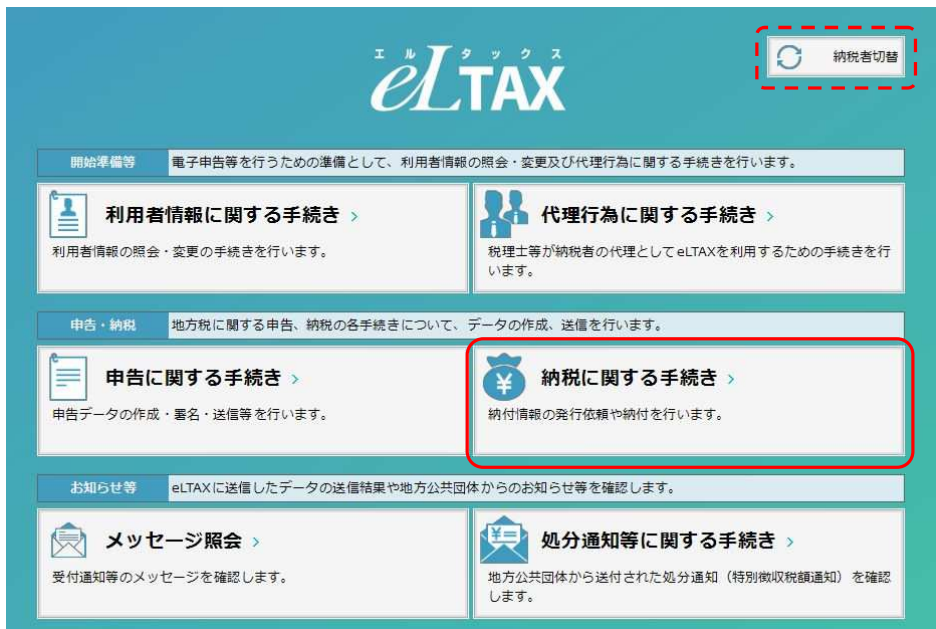 エルタックス
eLTAX
納税者切替
開始準備等 電子申告等を行うための準備として、利用者情報の照会・変更及び代理行為に関する手続きを行います。
利用者情報に関する手続き
利用者情報の照会・変更の手続きを行います。
代理行為に関する手続き
税理士等が納税者の代理としてeLTAXを利用するための手続きを行
います。
申告・納税 地方税に関する申告、納税の各手続きについて、データの作成、送信を行います。
申告に関する手続き
申告データの作成・署名・送信等を行います。
納税に関する手続き
納付情報の発行依頼や納付を行います。
お知らせ等 eLTAXに送信したデータの送信結果や地方公共団体からのお知らせ等を確認します。
メッセージ照会
受付通知等のメッセージを確認します。
処分通知等に関する手続き
地方公共団体から送付された処分通知（特別徴収税額通知）を確認
します。